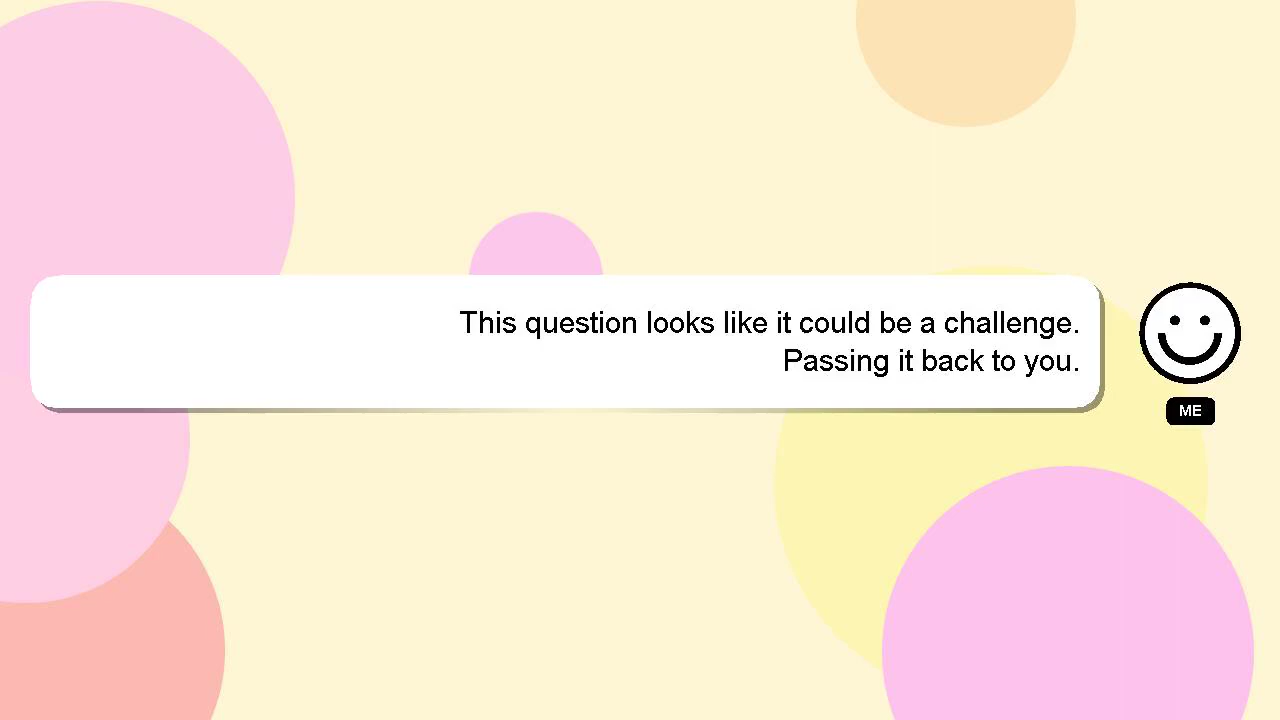 This question looks like it could be a challenge.
Passing it back to you.
ME